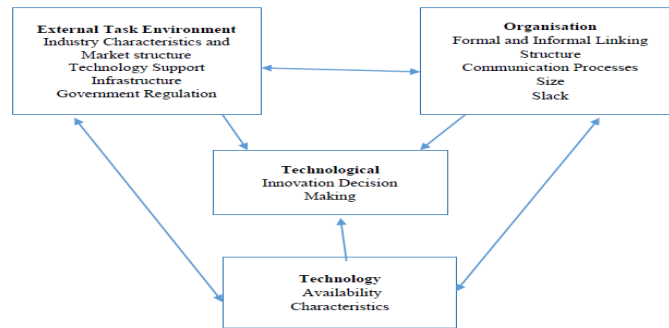 External Task Environment
Industry Characteristics and
Market structure
Technology Support
Infrastructure
Government Regulation
Organisation
Formal and Informal Linking
Structure
Communication Processes
Size
Slack
Technological
Innovation Decision
Making
Technology
Availability
Characteristics